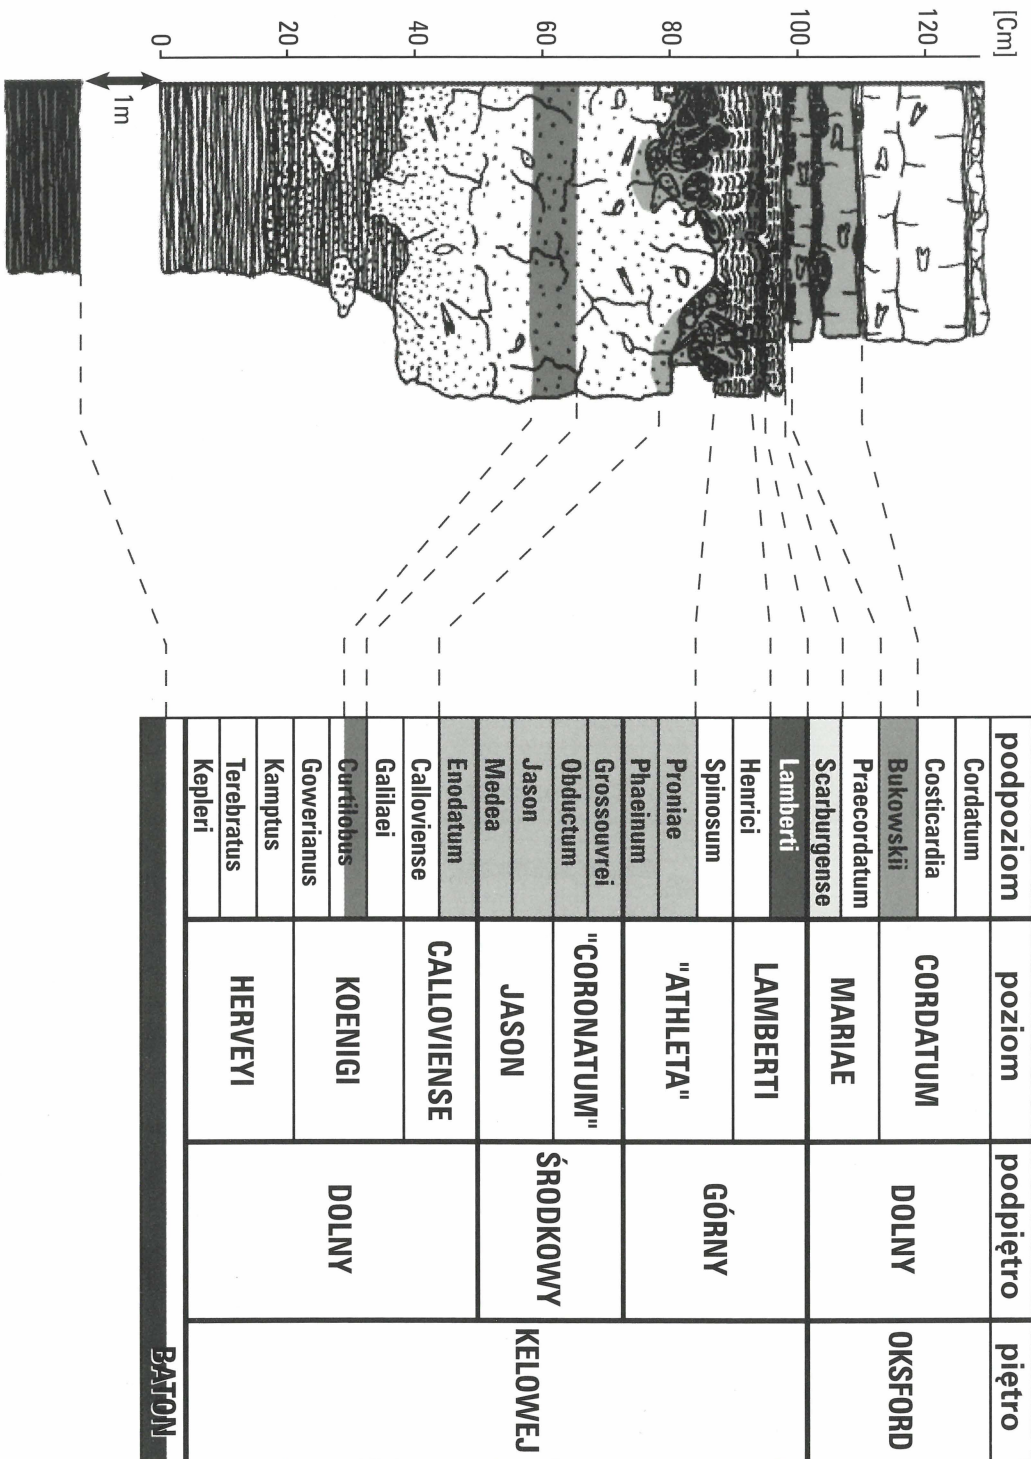 [Cm]
120
100
80
60
40
20
0
1m
podpoziom
poziom
podpiętro
piętro
Cordatum
Costicardia
Bukowskii
Praecordatum
Scarburgense
Lamberti
Henrici
Spinosum
Proniae
Phaeinum
Grossouvrei
Obductum
Jason
Medea
Enodatum
Calloviense
Galilaei
Curtilobus
Gowerianus
Kamptus
Terebratus
Kepleri
CORDATUM
MARIAE
LAMBERTI
"ATHLETA"
"CORONATUM"
JASON
CALLOVIENSE
KOENIGI
HERVEYI
DOLNY
GÓRNY
ŚRODKOWY
DOLNY
OKSFORD
KELOWEJ
BATON